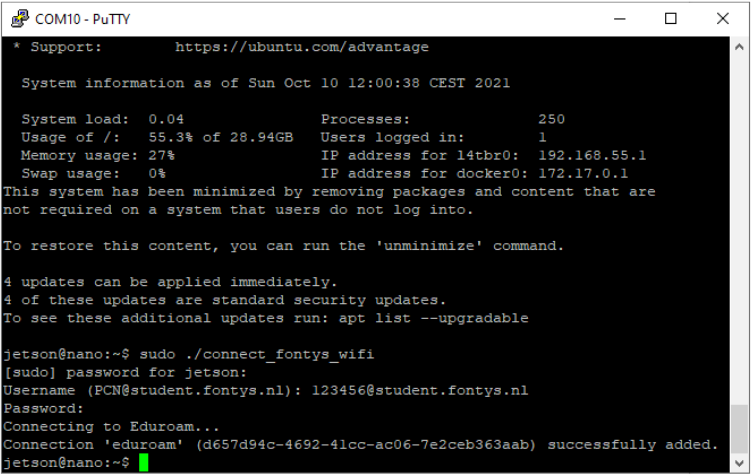 COM10 - PuTTY
* Support:        https://ubuntu.com/advantage
System information as of Sun Oct 10 12:00:38 CEST 2021
System load:  0.04               Processes:              250
Usage of /:   55.3% of 28.94GB   Users logged in:        1
Memory usage: 27%                IP address for l4tbr0:  192.168.55.1
Swap usage:   0%                 IP address for docker0: 172.17.0.1
This system has been minimized by removing packages and content that are
not required on a system that users do not log into.
To restore this content, you can run the 'unminimize' command.
4 updates can be applied immediately.
4 of these updates are standard security updates.
To see these additional updates run: apt list --upgradable
jetson@nano:~$ sudo ./connect_fontys_wifi
[sudo] password for jetson:
Username (PCN@student.fontys.nl): 123456@student.fontys.nl
Password:
Connecting to Eduroam...
Connection 'eduroam' (d657d94c-4692-41cc-ac06-7e2ceb363aab) successfully added.
jetson@nano:~$